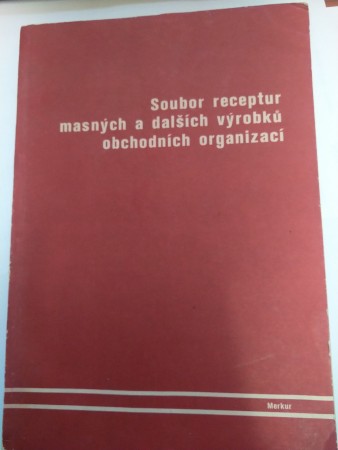 Soubor receptur
masných a dalších výrobků
obchodních organizací
Merkur